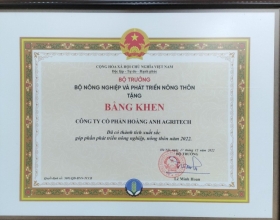 CỘNG HÒA XÃ HỘI CHỦ NGHĨA VIỆT NAM
Độc lập - Tự do - Hạnh phúc
BỘ TRƯỞNG
BỘ NÔNG NGHIỆP VÀ PHÁT TRIỂN NÔNG THÔN
TẶNG
BẰNG KHEN
CÔNG TY CỔ PHẦN HOÀNG ANH AGRITECH
Đã có thành tích xuất sắc
góp phần phát triển nông nghiệp, nông thôn năm 2022.
BỘ TRƯỞNG
Lê Minh Hoan